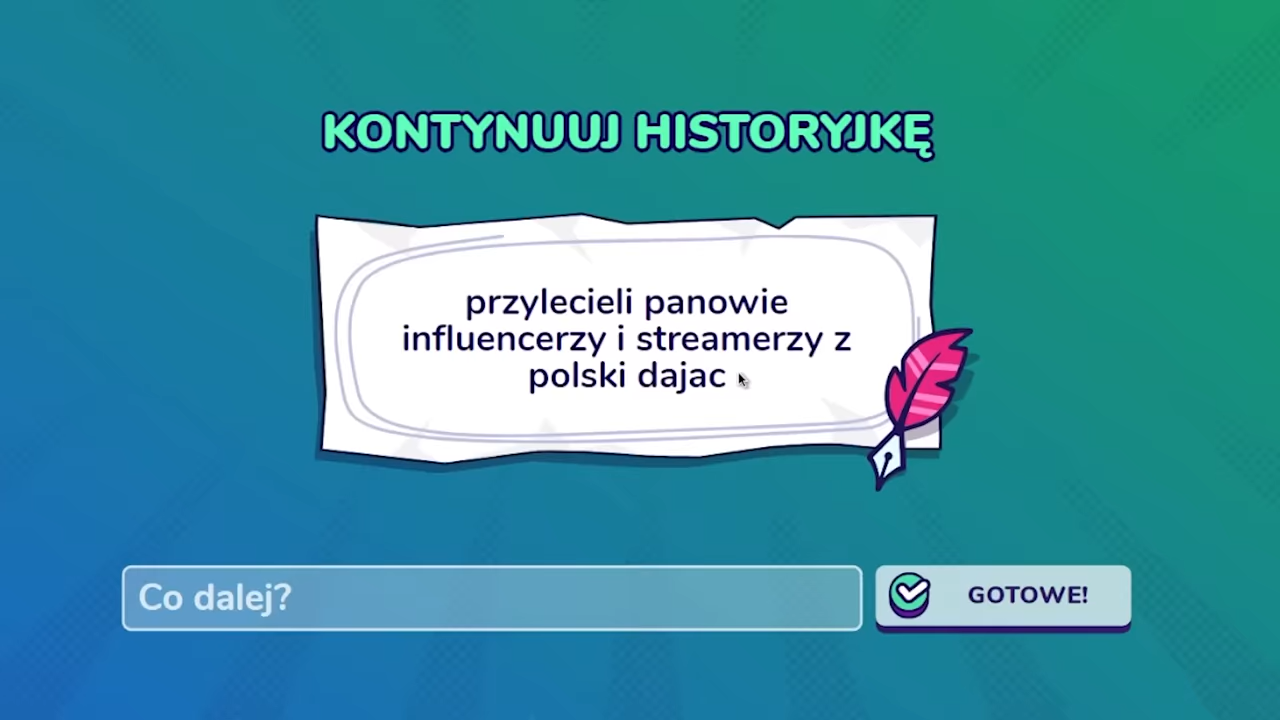 KONTYNUUJ HISTORYJKĘ
przylecieli panowie
influencerzy i streamerzy z
polski dajac
Co dalej?
GOTOWE!